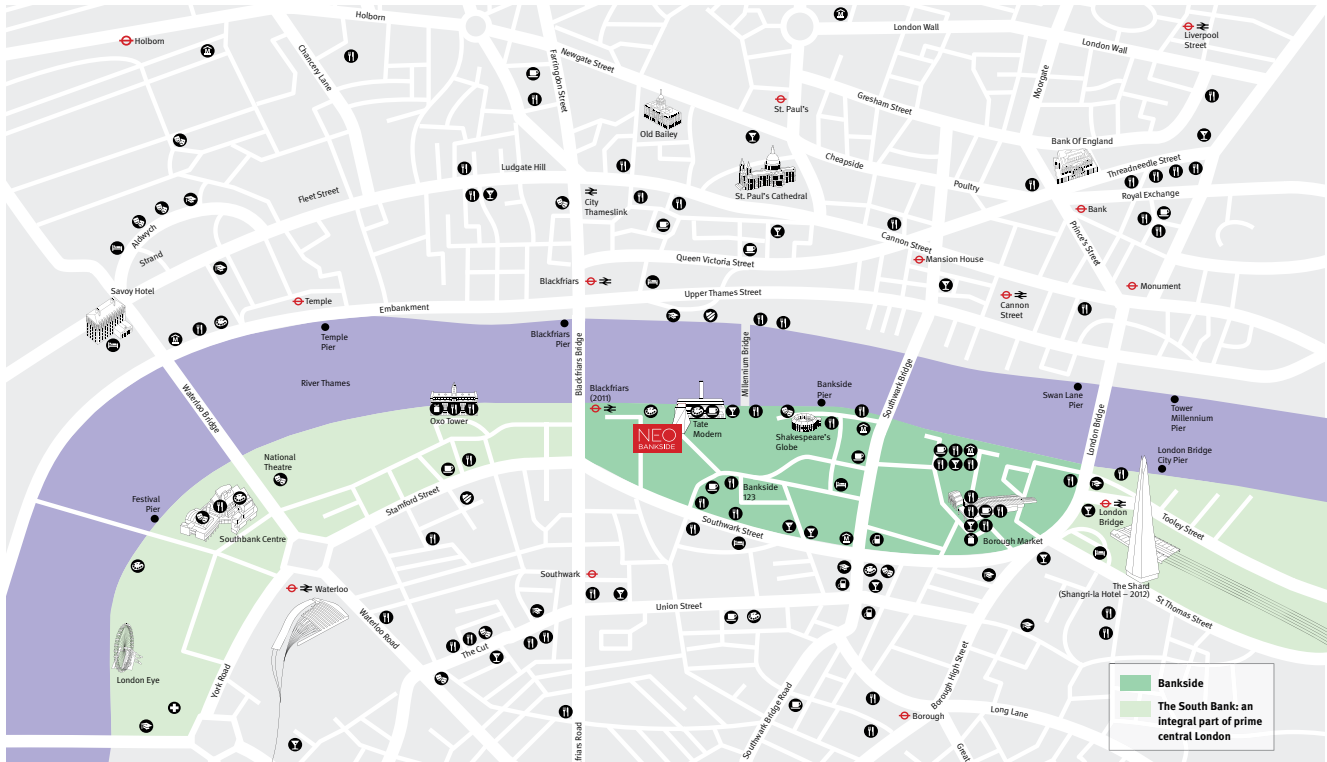 Holborn
London Wall
Liverpool
Street
Holborn
London Wall
Chancery Lane
Farringdon Street
Newgate Street
Moorgate
Gresham Street
St. Paul's
Old Bailey
Bank Of England
Cheapside
Threadneedle Street
Ludgate Hill
Poultry
Royal Exchange
Fleet Street
St. Paul's Cathedral
City
Thameslink
Bank
Aldwych
Prince's Street
Cannon Street
Strand
Queen Victoria Street
Mansion House
Savoy Hotel
Blackfriars
Monument
Upper Thames Street
Temple
Embankment
Cannon
Street
Temple
Pier
Blackfriars
Pier
Blackfriars Bridge
Millennium Bridge
River Thames
Waterloo Bridge
Blackfriars
(2011)
Bankside
Pier
Southwark Bridge
Swan Lane
Pier
Tower
Millennium
Pier
London Bridge
Oxo Tower
NEO
BANKSIDE
Tate
Modern
Shakespeare's
Globe
National
Theatre
London Bridge
City Pier
Bankside
123
Festival
Pier
Stamford Street
Southbank Centre
Southwark Street
London
Bridge
Tooley Street
Borough Market
Southwark
Waterloo
The Shard
(Shangri-la Hotel – 2012)
Union Street
St Thomas Street
Waterloo Road
The Cut
London Eye
York Road
Borough High Street
Bankside
The South Bank: an
integral part of prime
central London
Southwark Bridge Road
Borough
Long Lane
friars Road
Great